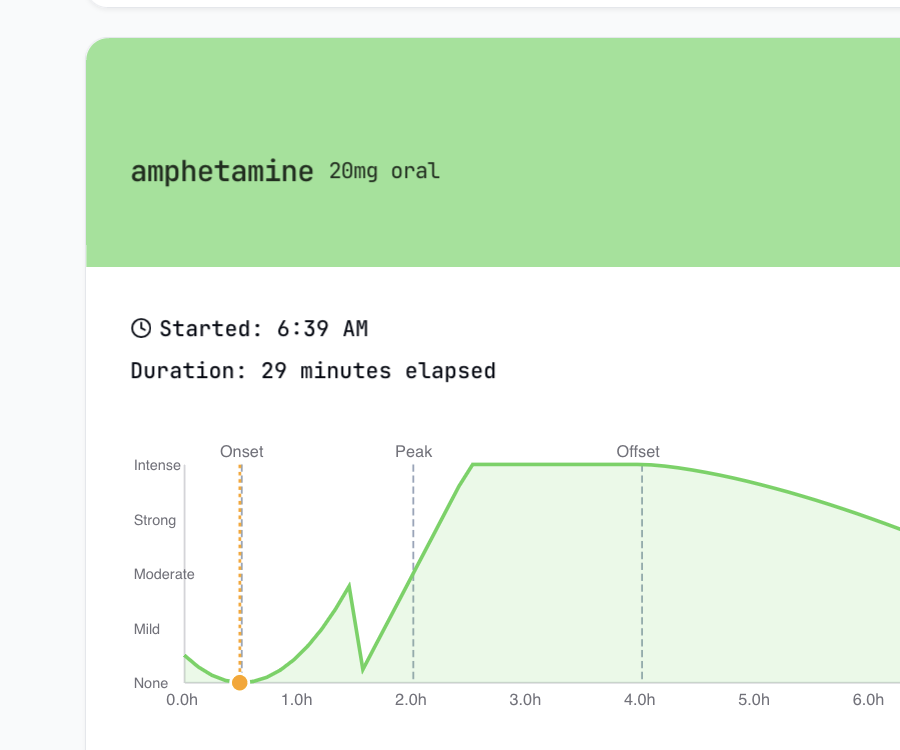 amphetamine 20mg oral
Started: 6:39 AM
Duration: 29 minutes elapsed
Onset Peak Offset
Intense
Strong
Moderate
Mild
None
0.0h 1.0h 2.0h 3.0h 4.0h 5.0h 6.0h